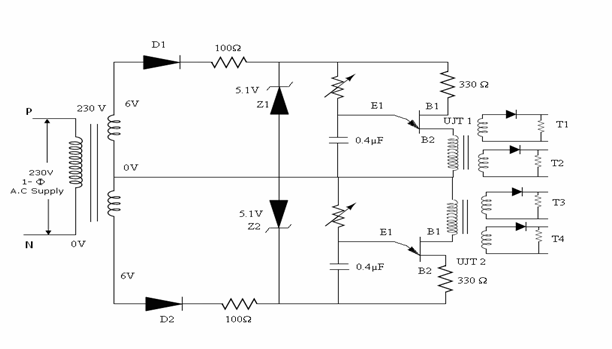 D1
100Ω
5.1V
Z1
230 V
6V
P
230V
1- Φ
A.C Supply
N
0V
0V
6V
D2
100Ω
5.1V
Z2
E1
B1
330 Ω
UJT 1
B2
0.4µF
E1
B1
B2
UJT 2
0.4µF
330 Ω
T1
T2
T3
T4